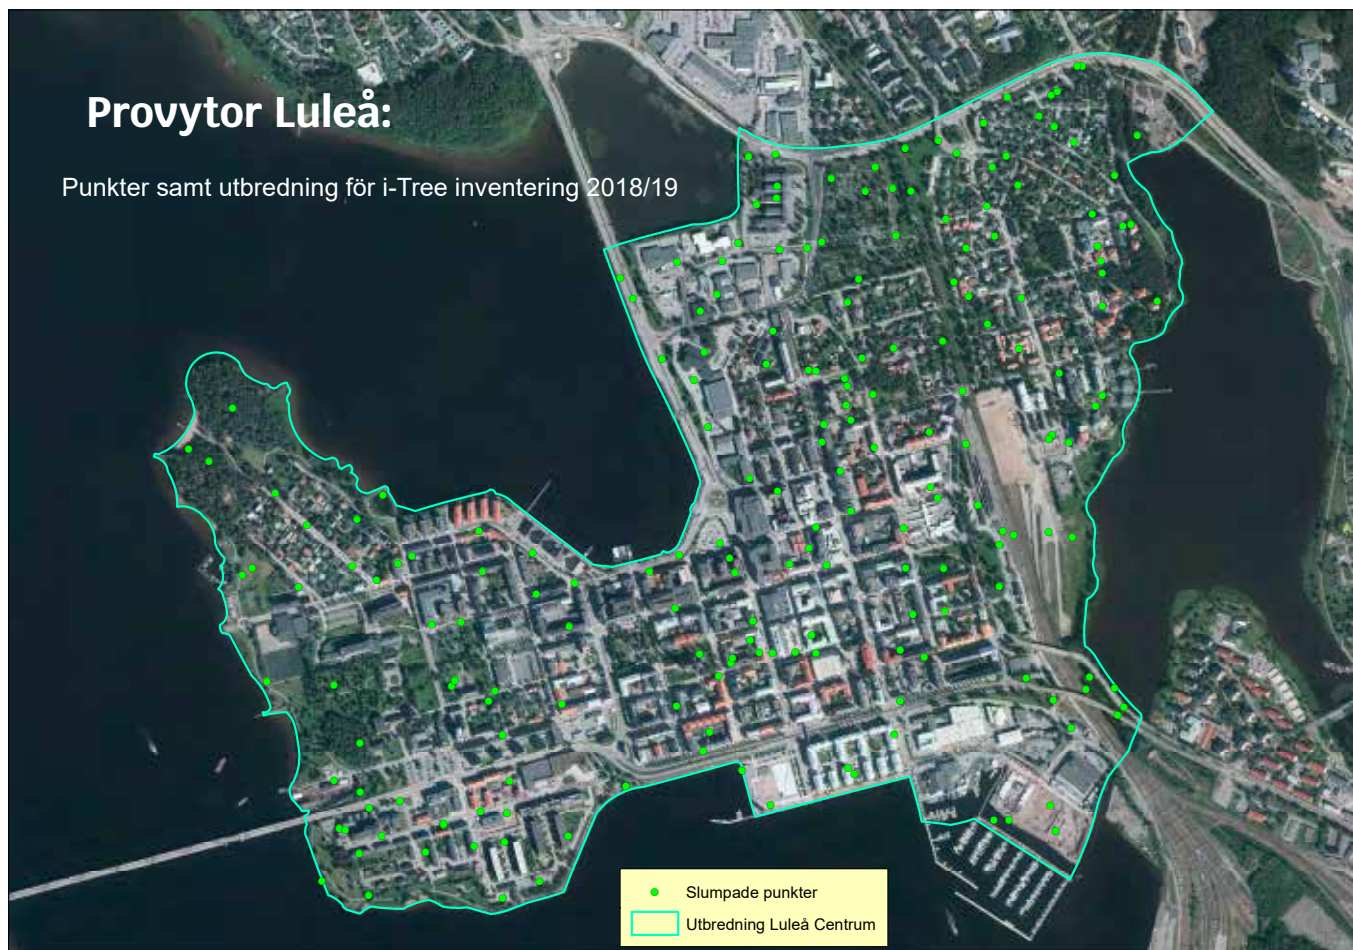 Provytor Luleå:
Punkter samt utbredning för i-Tree inventering 2018/19
Slumpade punkter
Utbredning Luleå Centrum